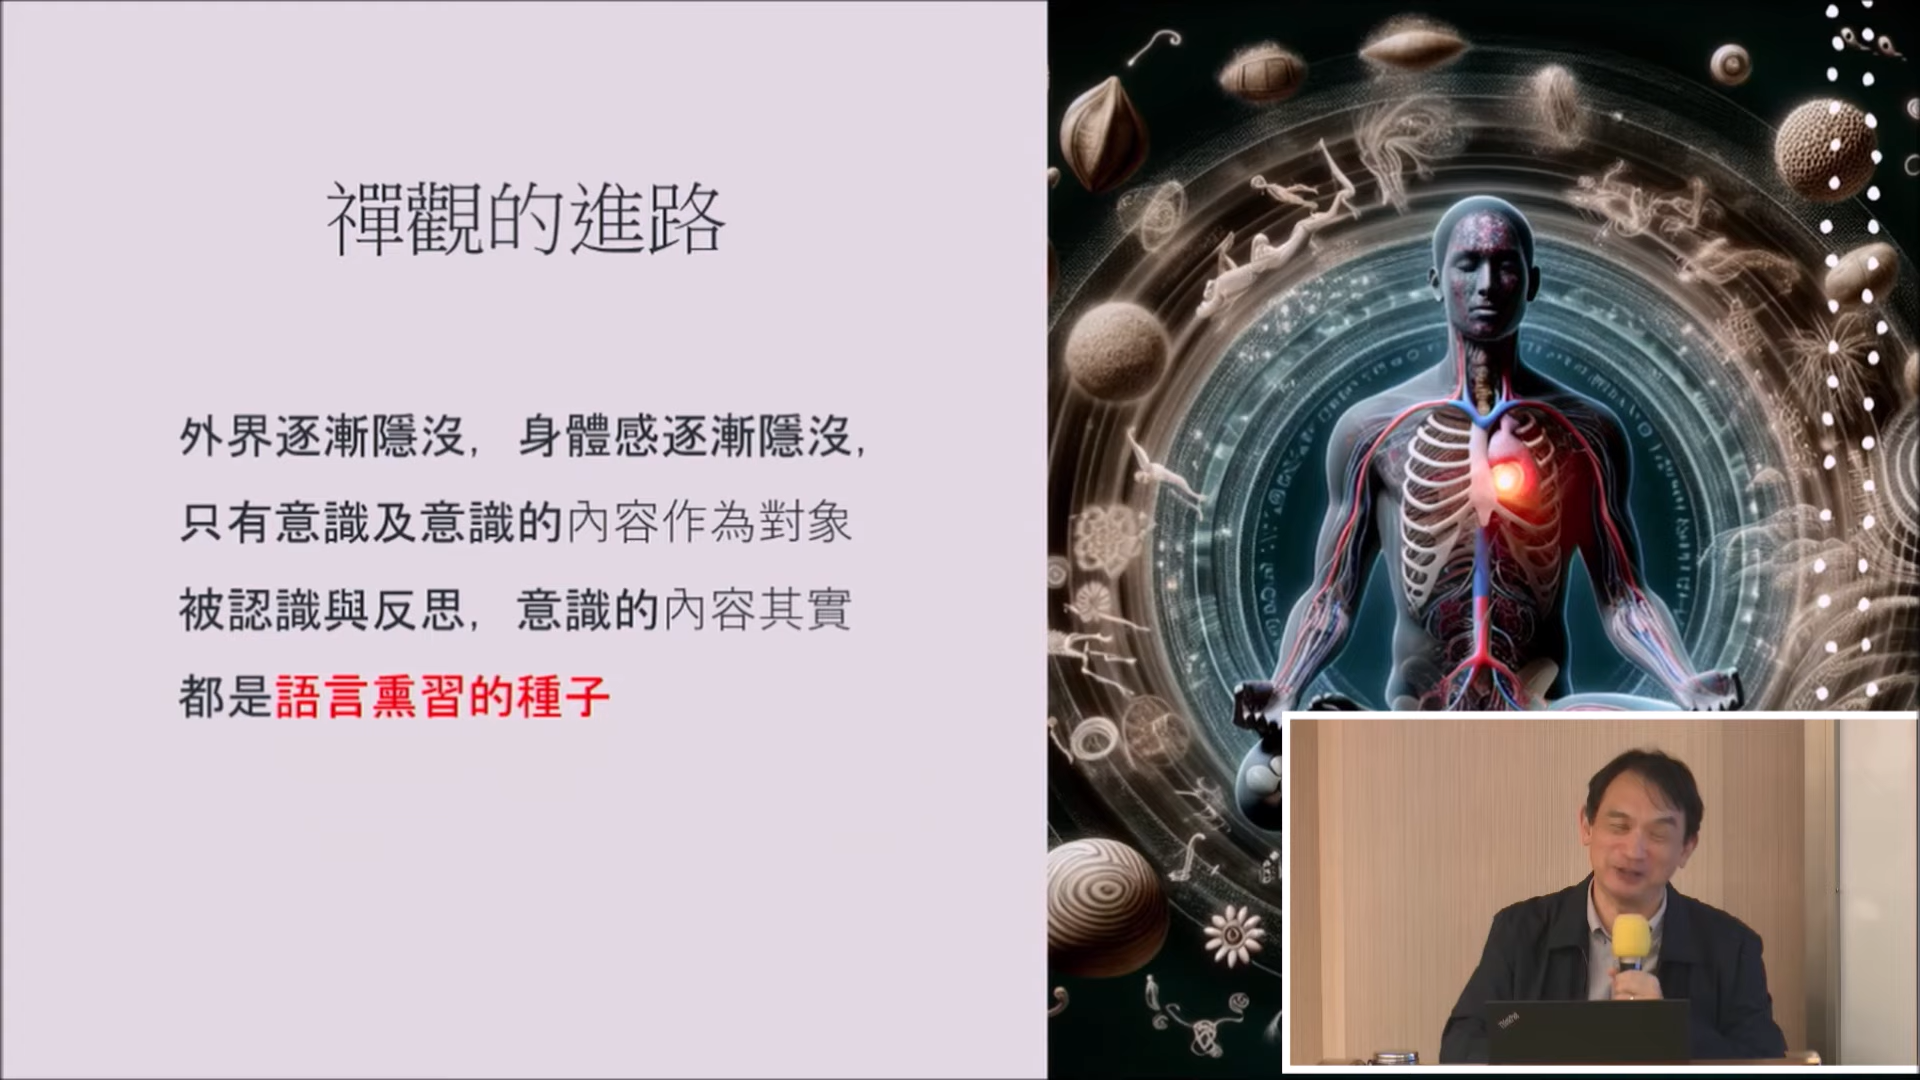 禪觀的進路
外界逐漸隱沒，身體感逐漸隱沒，
只有意識及意識的內容作為對象
被認識與反思，意識的內容其實
都是語言熏習的種子
ThinkPad